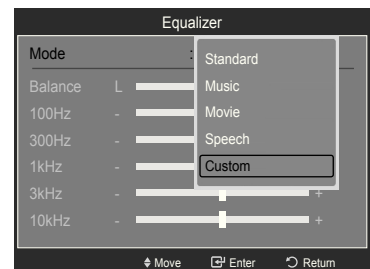 Equalizer
Mode :
Standard
Music
Movie
Speech
Custom
Balance L
100Hz -
300Hz -
1kHz -
3kHz - +
10kHz - +
Move Enter Return